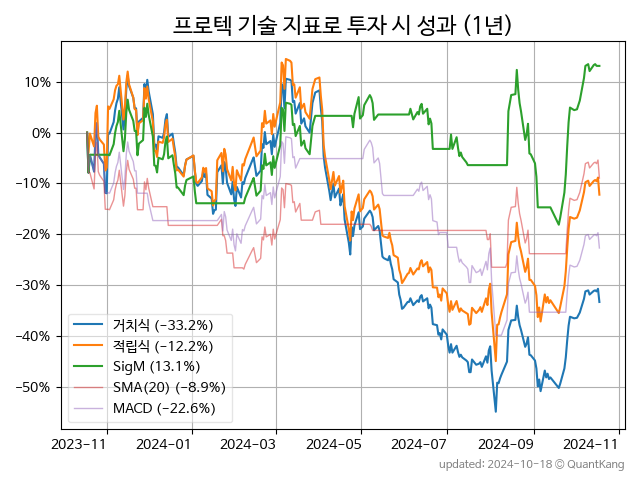 프로텍 기술 지표로 투자 시 성과 (1년)
10%
0%
−10%
−20%
−30%
−40%
−50%
거치식 (−33.2%)
적립식 (−12.2%)
SigM (13.1%)
SMA(20) (−8.9%)
MACD (−22.6%)
2023−11 2024−01 2024−03 2024−05 2024−07 2024−09 2024−11
updated: 2024−10−18 © QuantKang